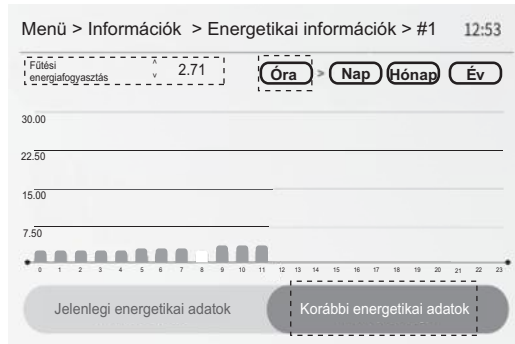 Menü > Információk > Energetikai információk > #1 12:53
Fűtési
energiafogyasztás 2.71 Óra > Nap Hónap Év
30.00
22.50
15.00
7.50
0 1 2 3 4 5 6 7 8 9 10 11 12 13 14 15 16 17 18 19 20 21 22 23
Jelenlegi energetikai adatok Korábbi energetikai adatok